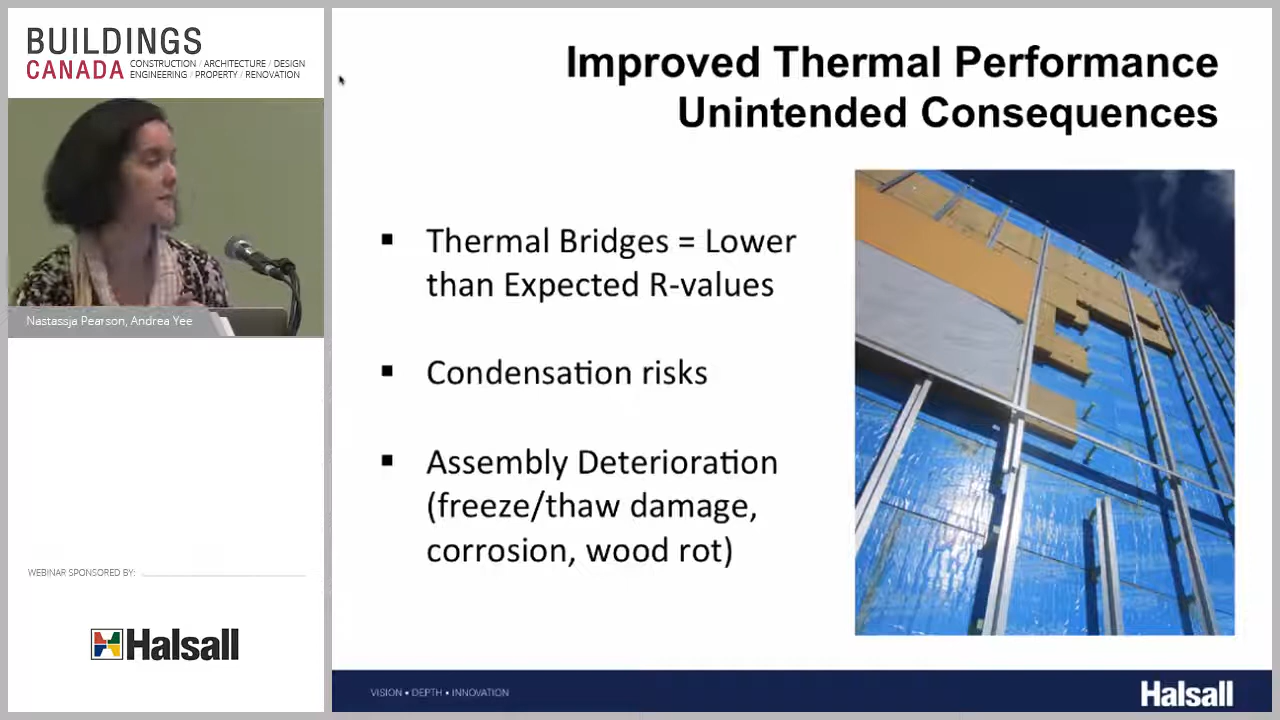 BUILDINGS
CANADA CONSTRUCTION / ARCHITECTURE / DESIGN
ENGINEERING / PROPERTY / RENOVATION
Nastassja Pearson, Andrea Yee
WEBINAR SPONSORED BY:
Halsall
Improved Thermal Performance
Unintended Consequences
▪ Thermal Bridges = Lower
than Expected R-values
▪ Condensation risks
▪ Assembly Deterioration
(freeze/thaw damage,
corrosion, wood rot)
VISION • DEPTH • INNOVATION
Halsall